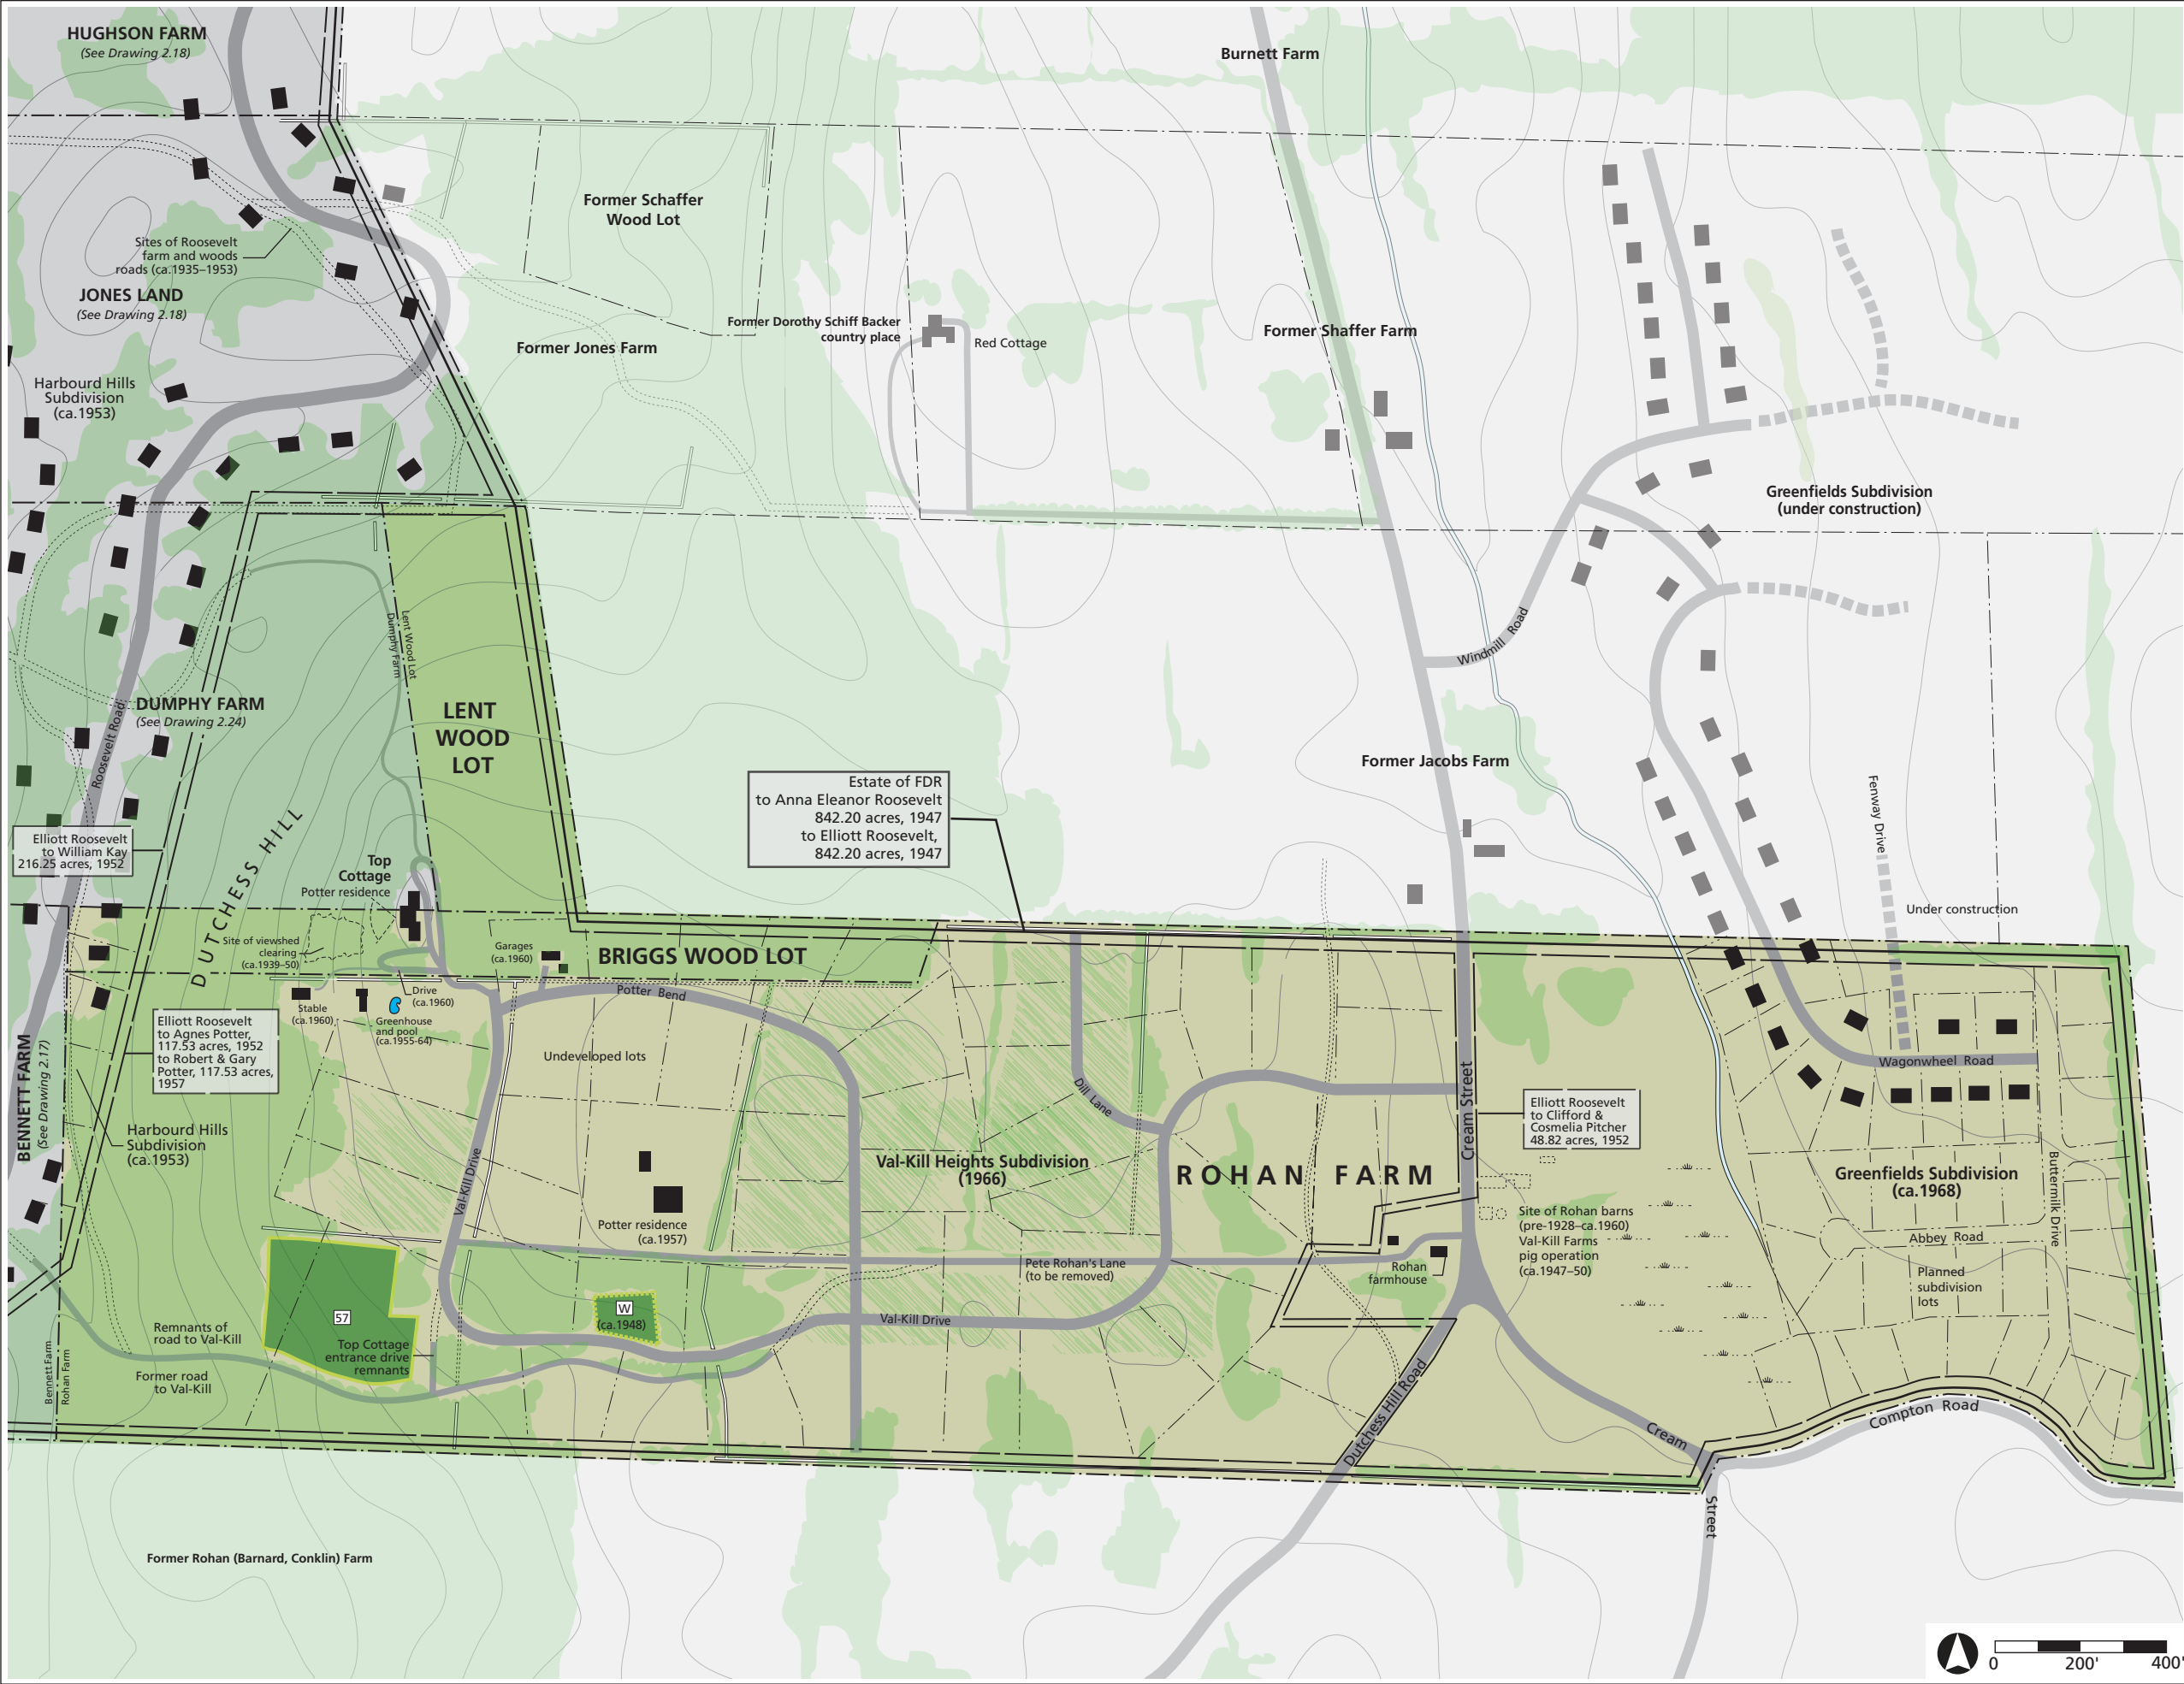 HUGHSON FARM
(See Drawing 2.18)
Burnett Farm
Former Schaffer
Wood Lot
Sites of Roosevelt
farm and woods
roads (ca.1935–1953)
JONES LAND
(See Drawing 2.18)
Former Jones Farm
Former Dorothy Schiff Backer
country place
Red Cottage
Former Shaffer Farm
Harbourd Hills
Subdivision
(ca.1953)
Greenfields Subdivision
(under construction)
Lent Wood Lot
Dumphy Farm
Windmill Road
DUMPHY FARM
(See Drawing 2.24)
Roosevelt Road
LENT
WOOD
LOT
Former Jacobs Farm
Estate of FDR
to Anna Eleanor Roosevelt
842.20 acres, 1947
to Elliott Roosevelt,
842.20 acres, 1947
Fenway Drive
Elliott Roosevelt
to William Kay
216.25 acres, 1952
DUTCHESS HILL
Top
Cottage
Potter residence
Under construction
Site of viewshed
clearing
(ca.1939–50)
Garages
(ca.1960)
BRIGGS WOOD LOT
Potter Bend
Drive
(ca.1960)
Stable
(ca.1960)
Greenhouse
and pool
(ca.1955-64)
Elliott Roosevelt
to Agnes Potter,
117.53 acres, 1952
to Robert & Gary
Potter, 117.53 acres,
1957
Undeveloped lots
BENNETT FARM
(See Drawing 2.17)
Dill Lane
Cream Street
Wagonwheel Road
Elliott Roosevelt
to Clifford &
Cosmelia Pitcher
48.82 acres, 1952
Harbourd Hills
Subdivision
(ca.1953)
Val-Kill Drive
Val-Kill Heights Subdivision
(1966)
ROHAN FARM
Greenfields Subdivision
(ca.1968)
Buttermilk Drive
Potter residence
(ca.1957)
Site of Rohan barns
(pre-1928–ca.1960)
Val-Kill Farms
pig operation
(ca.1947–50)
Abbey Road
Pete Rohan's Lane
(to be removed)
Rohan
farmhouse
Planned
subdivision
lots
57
W
(ca.1948)
Val-Kill Drive
Remnants of
road to Val-Kill
Top Cottage
entrance drive
remnants
Former road
to Val-Kill
Bennett Farm
Rohan Farm
Dutchess Hill Road
Cream
Street
Compton Road
Former Rohan (Barnard, Conklin) Farm
0 200' 400'